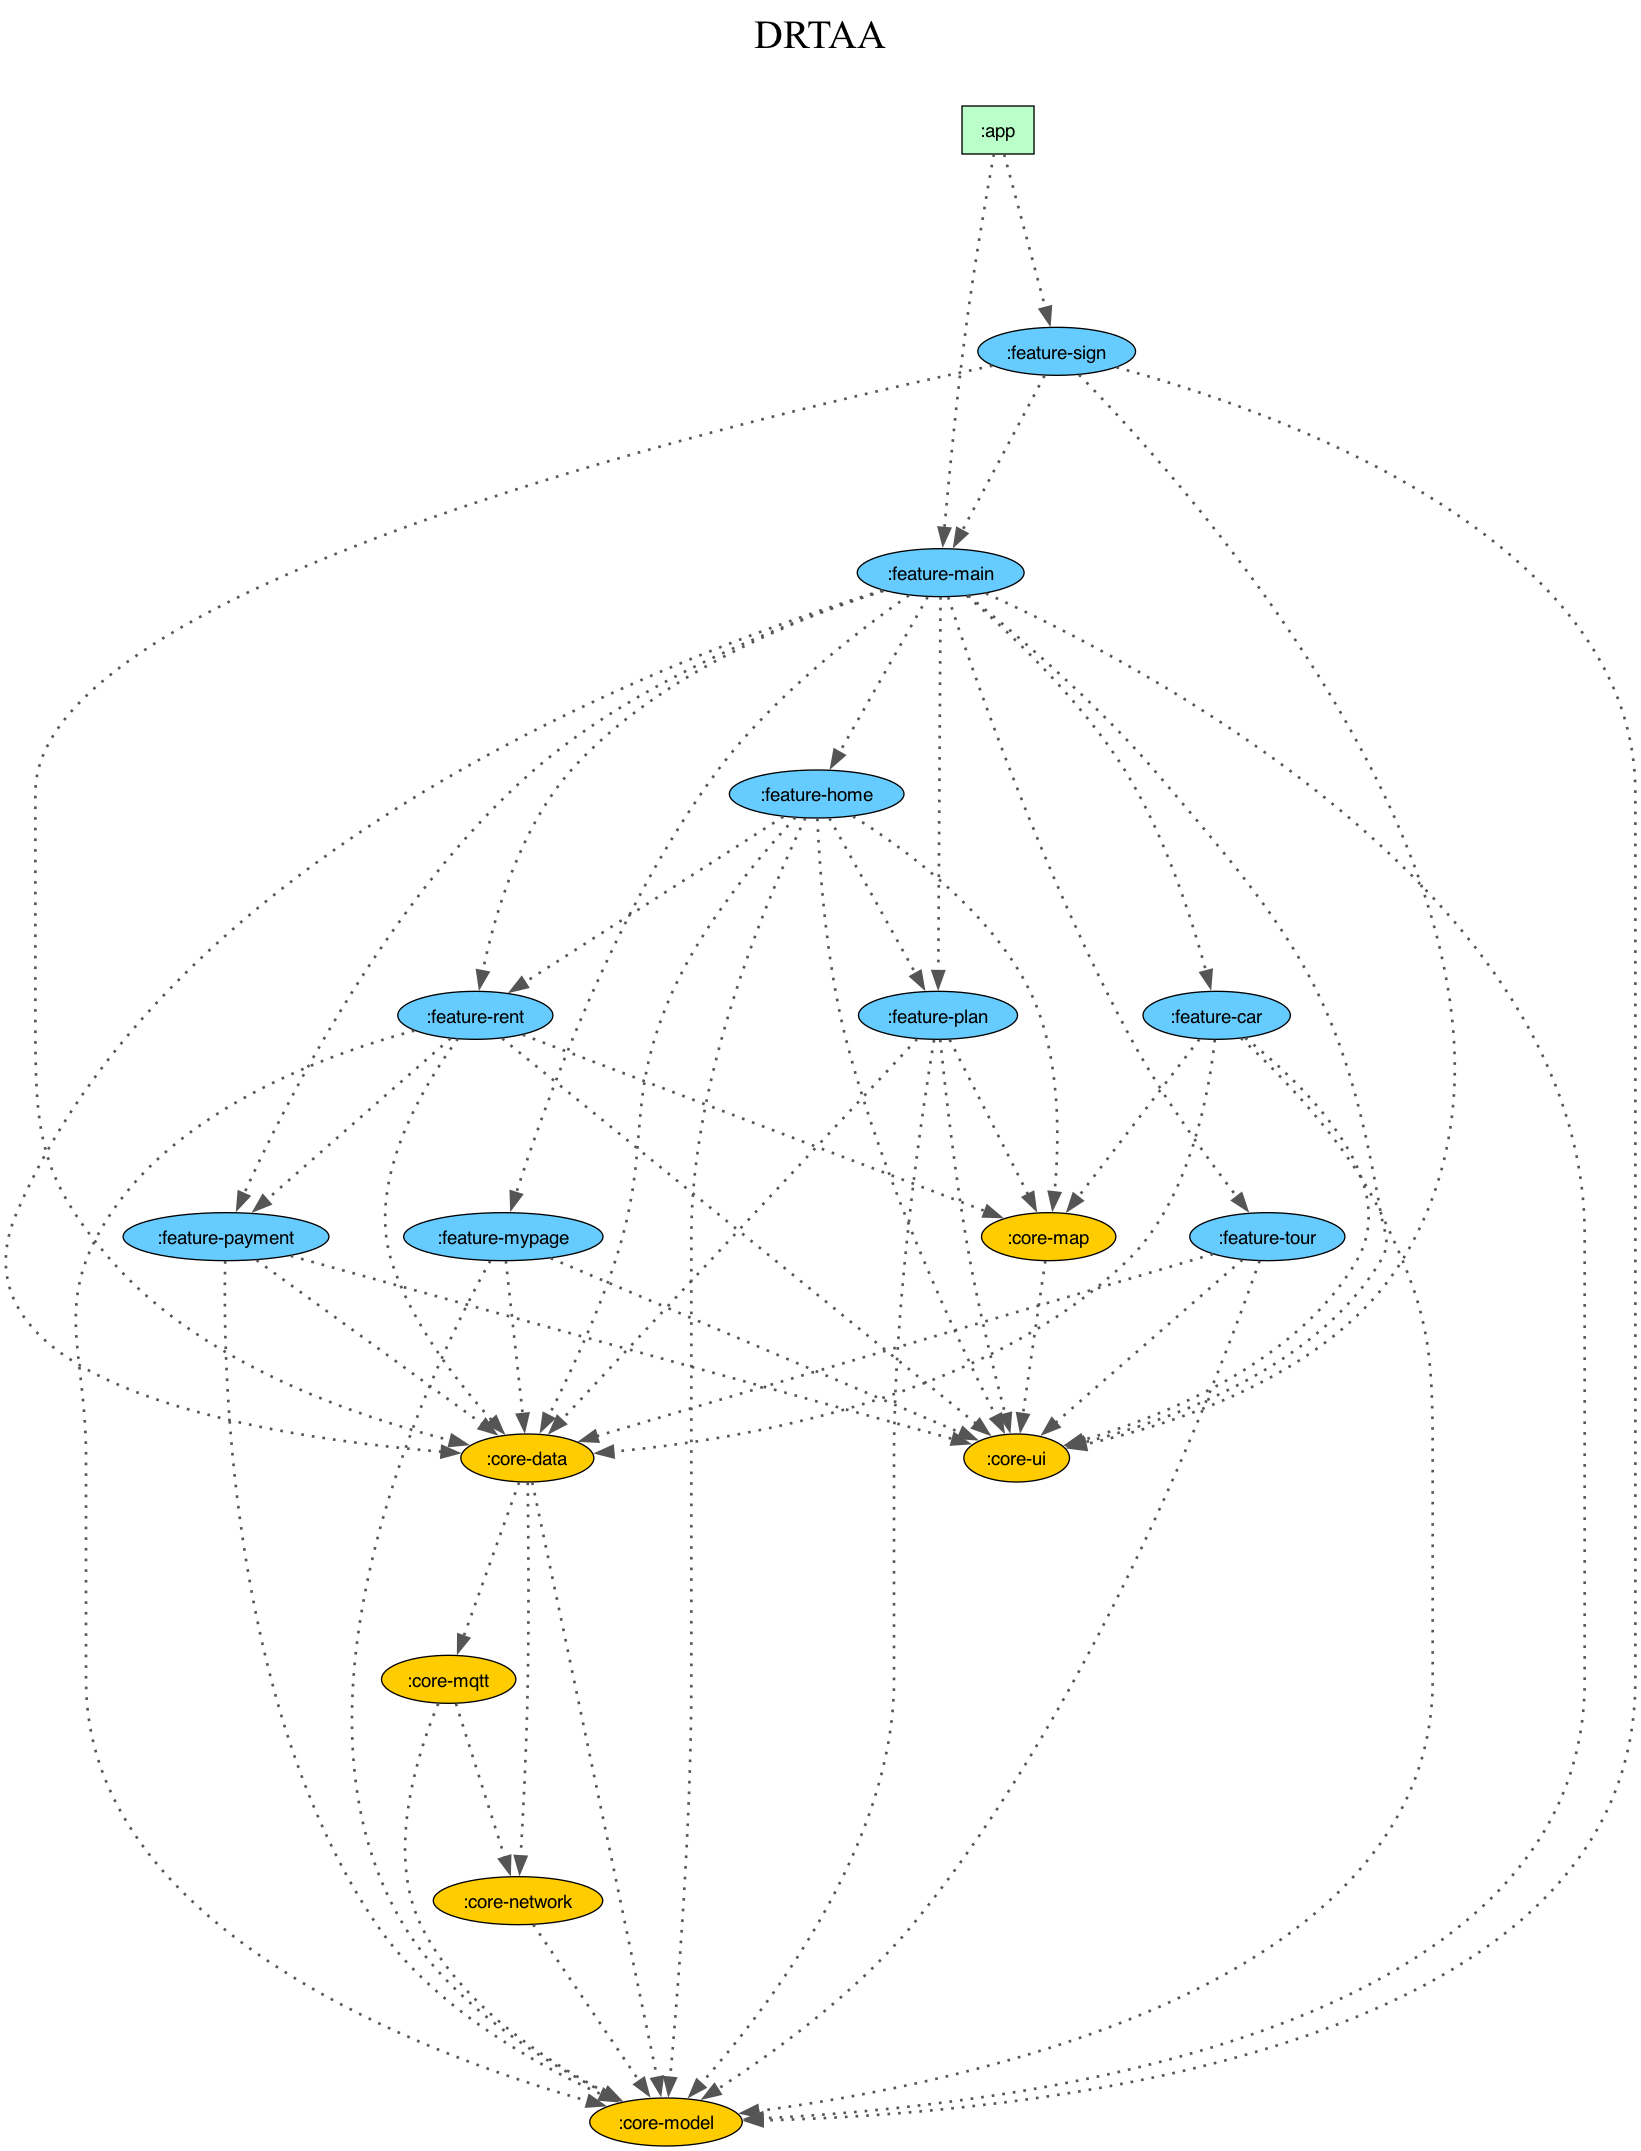 DRTAA
:app
:feature-sign
:feature-main
:feature-home
:feature-rent
:feature-plan
:feature-car
:feature-payment
:feature-mypage
:core-map
:feature-tour
:core-data
:core-ui
:core-mqtt
:core-network
:core-model